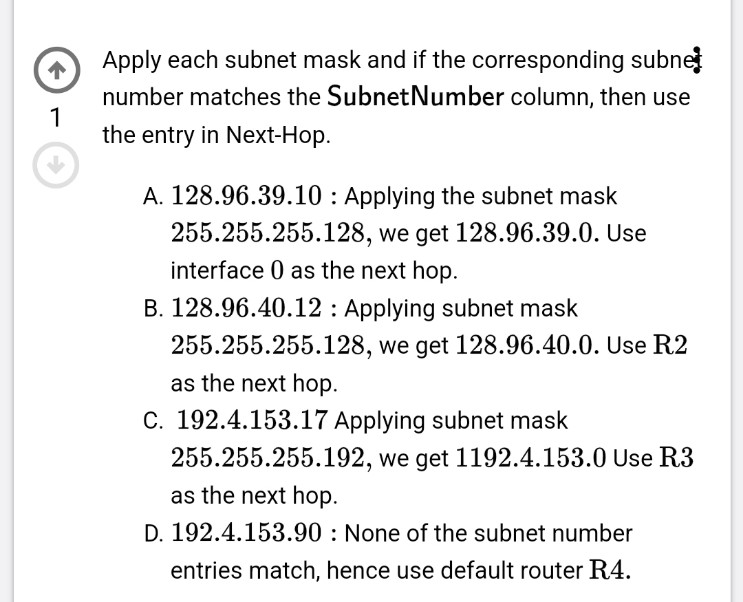 Apply each subnet mask and if the corresponding subnet
1
number matches the SubnetNumber column, then use
the entry in Next-Hop.
A. 128.96.39.10 : Applying the subnet mask
255.255.255.128, we get 128.96.39.0. Use
interface 0 as the next hop.
B. 128.96.40.12 : Applying subnet mask
255.255.255.128, we get 128.96.40.0. Use R2
as the next hop.
C. 192.4.153.17 Applying subnet mask
255.255.255.192, we get 1192.4.153.0 Use R3
as the next hop.
D. 192.4.153.90 : None of the subnet number
entries match, hence use default router R4.